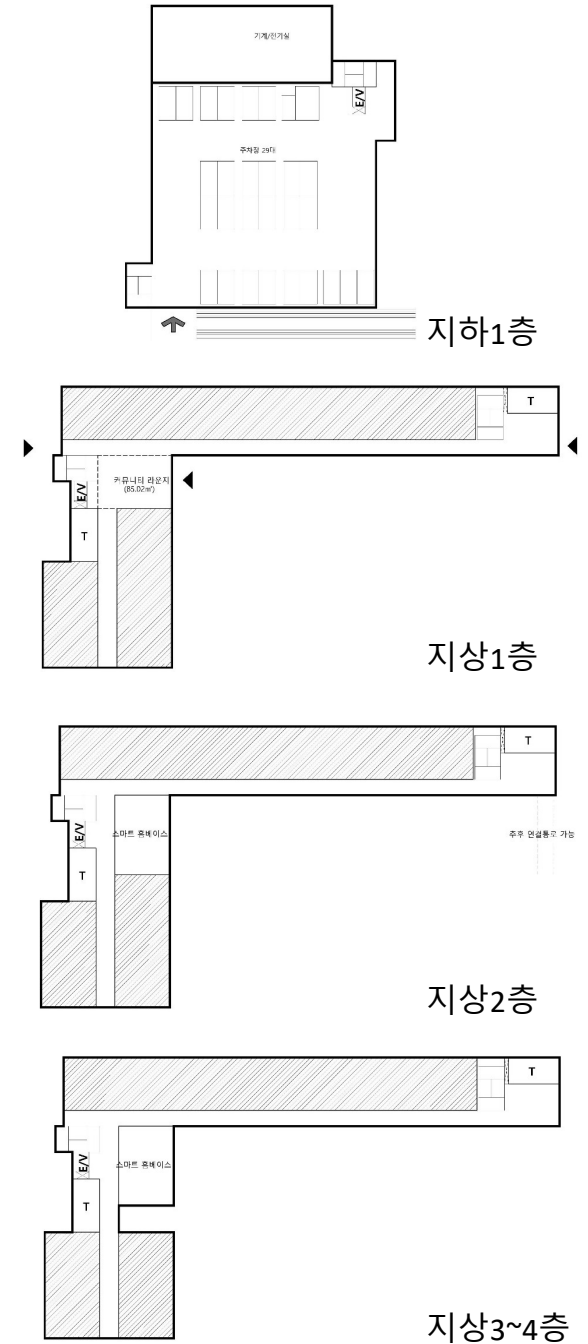 기계/전기실
E/V
주차장 29대
지하1층
T
커뮤니티 라운지
(85.02㎡)
E/V
T
지상1층
T
스마트 홈베이스
E/V
추후 연결통로 가능
T
지상2층
T
스마트 홈베이스
E/V
T
지상3~4층